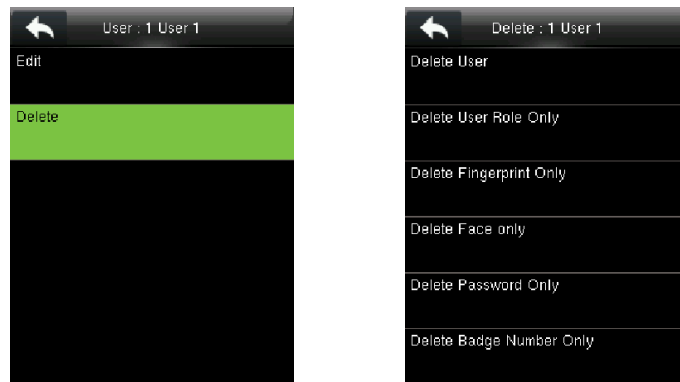 User : 1 User 1
Edit
Delete
Delete : 1 User 1
Delete User
Delete User Role Only
Delete Fingerprint Only
Delete Face only
Delete Password Only
Delete Badge Number Only